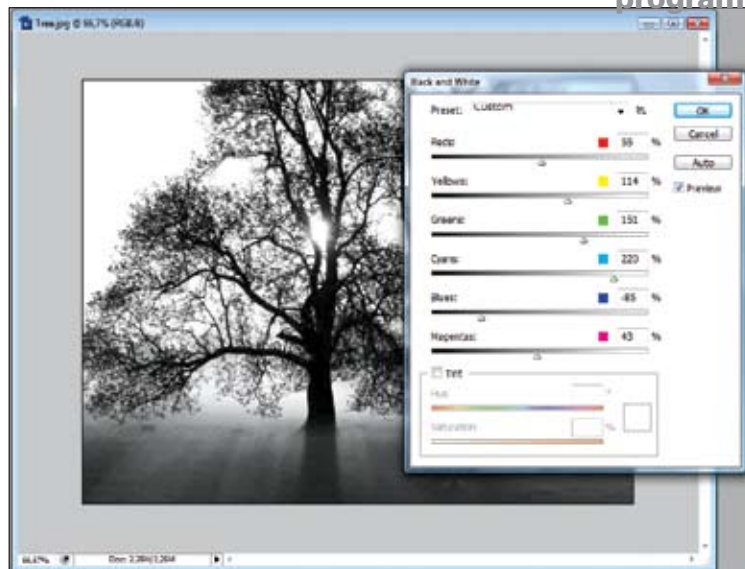 program
Tree.jpg @ 66,7% (RGB/8)
Black and White
Preset: Custom
OK
Reds: 55 %
Cancel
Auto
Yellows: 114 %
Preview
Greens: 151 %
Cyans: 220 %
Blues: -85 %
Magentas: 43 %
Tint
Hue
Saturation %
66,67%